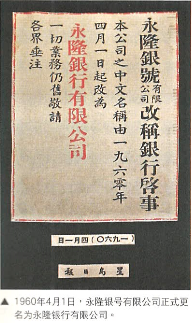 永隆銀號有限公司改稱銀行啓事
本公司之中文名稱由一九六零年
四月一日起改為
永隆銀行有限公司
一切業務仍舊敬請
各界垂注
日一月四(〇六九一)
報日島星
▲ 1960年4月1日，永隆银号有限公司正式更
名为永隆银行有限公司。